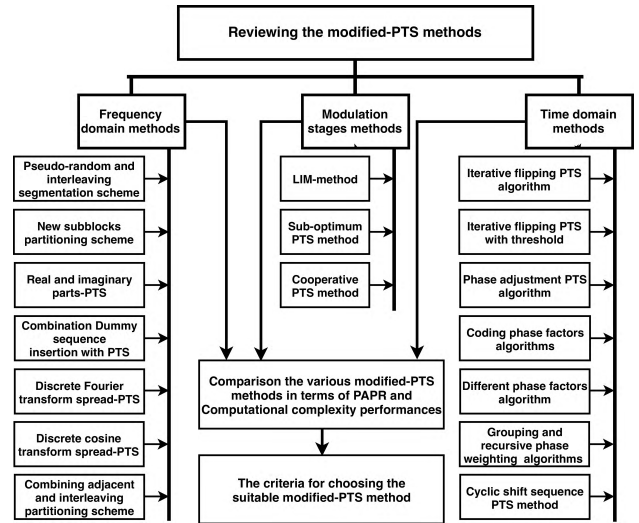 Reviewing the modified-PTS methods
Frequency
domain methods
Modulation
stages methods
Time domain
methods
Pseudo-random and
interleaving
segmentation scheme
New subblocks
partitioning scheme
Real and imaginary
parts-PTS
Combination Dummy
sequence
insertion with PTS
Discrete Fourier
transform spread-PTS
Discrete cosine
transform spread-PTS
Combining adjacent
and interleaving
partitioning scheme
LIM-method
Sub-optimum
PTS method
Cooperative
PTS method
Iterative flipping PTS
algorithm
Iterative flipping PTS
with threshold
Phase adjustment PTS
algorithm
Coding phase factors
algorithms
Different phase factors
algorithm
Grouping and
recursive phase
weighting algorithms
Cyclic shift sequence
PTS method
Comparison the various modified-PTS
methods in terms of PAPR and
Computational complexity performances
The criteria for choosing the
suitable modified-PTS method